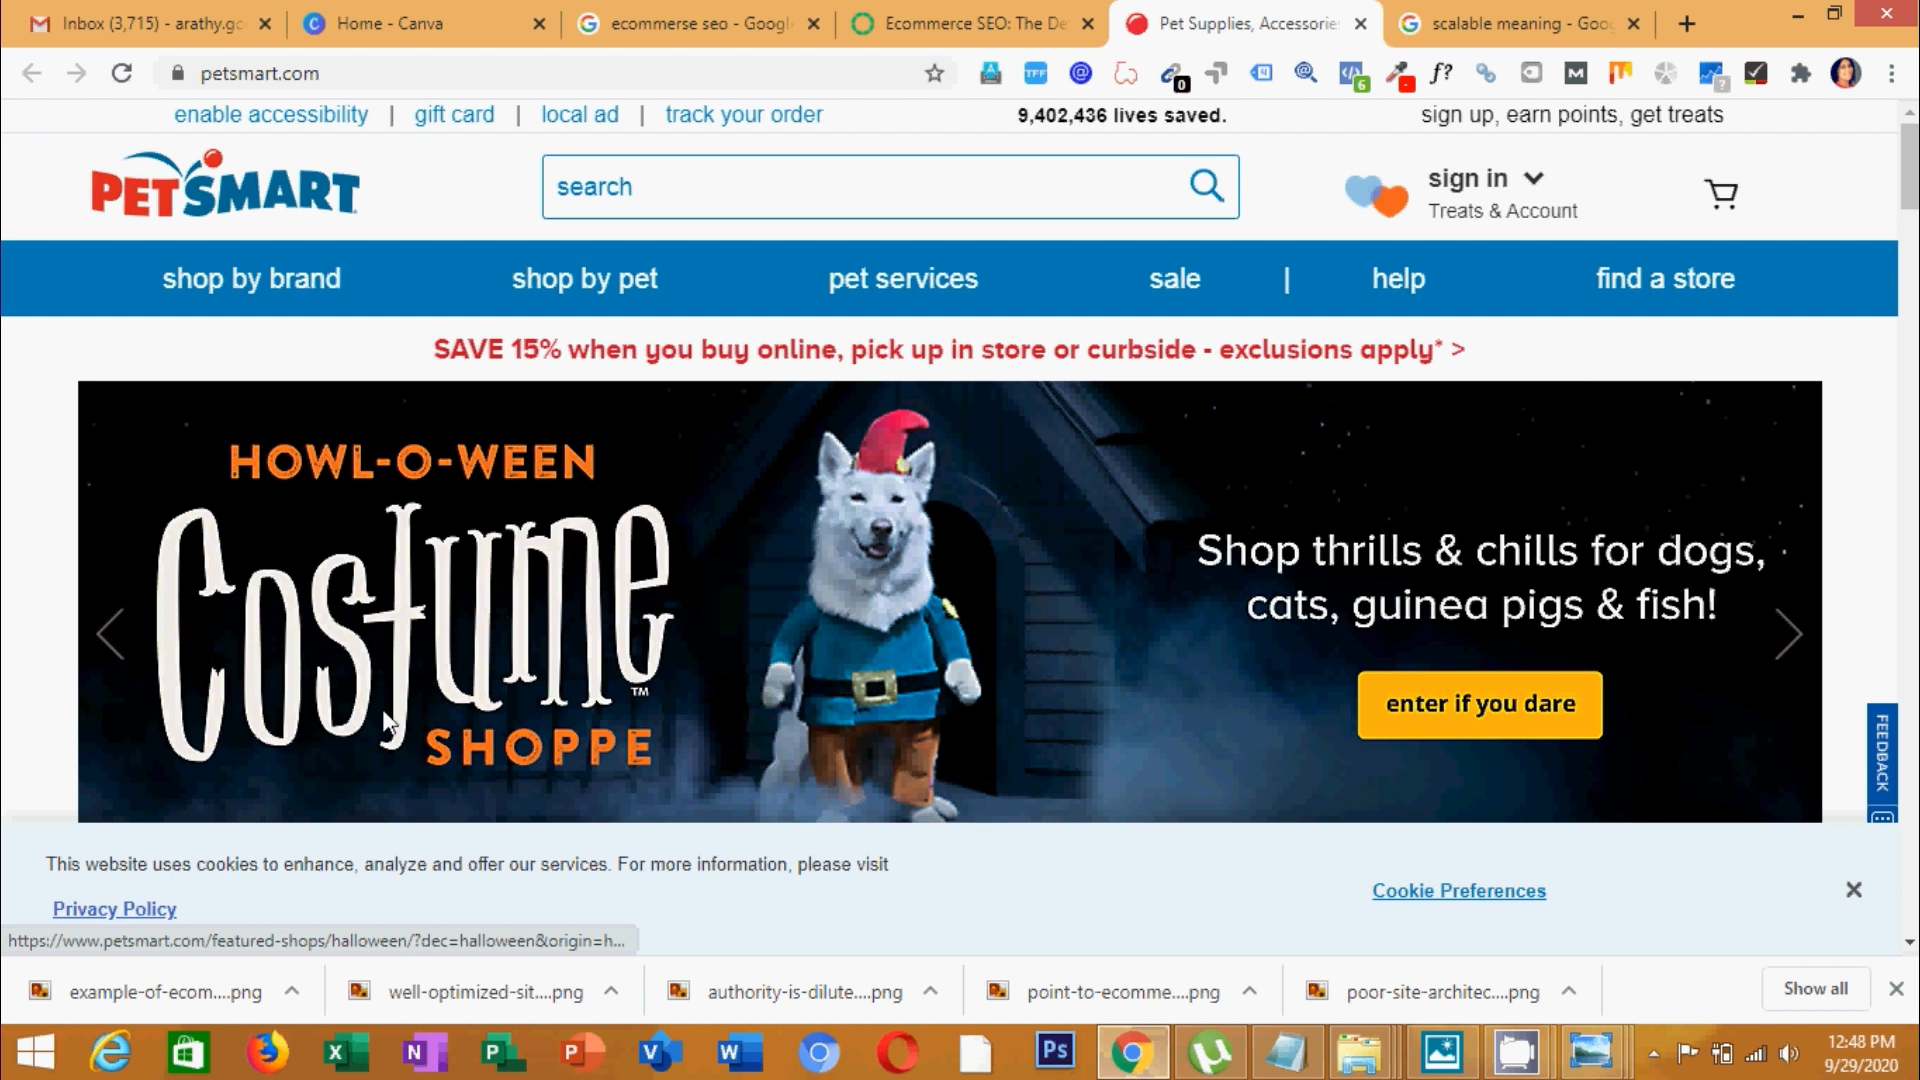 Inbox (3,715) - arathy.gc
Home - Canva
ecommerse seo - Googl
Ecommerce SEO: The De
Pet Supplies, Accessorie
scalable meaning - Goo
petsmart.com
enable accessibility | gift card | local ad | track your order
9,402,436 lives saved.
sign up, earn points, get treats
PETSMART
search
sign in
Treats & Account
shop by brand
shop by pet
pet services
sale
|
help
find a store
SAVE 15% when you buy online, pick up in store or curbside - exclusions apply* >
HOWL-O-WEEN
Costume
TM
SHOPPE
Shop thrills & chills for dogs,
cats, guinea pigs & fish!
enter if you dare
FEEDBACK
This website uses cookies to enhance, analyze and offer our services. For more information, please visit
Privacy Policy
Cookie Preferences
https://www.petsmart.com/featured-shops/halloween/?dec=halloween&origin=h...
example-of-ecom....png
well-optimized-sit....png
authority-is-dilute....png
point-to-ecomme....png
poor-site-architec....png
Show all
12:48 PM
9/29/2020